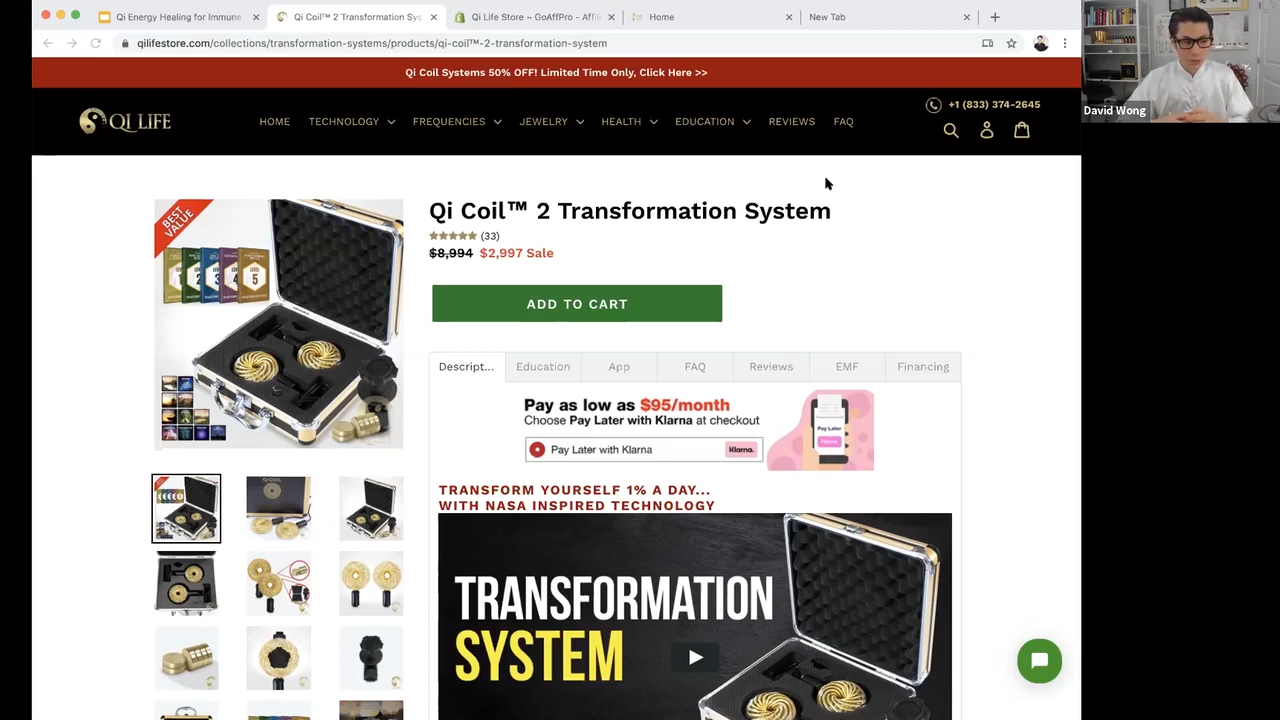 Qi Energy Healing for Immune
Qi Coil™ 2 Transformation Sys
Qi Life Store ~ GoAffPro - Affili
Home
New Tab
qilifestore.com/collections/transformation-systems/products/qi-coil™-2-transformation-system
David Wong
Qi Coil Systems 50% OFF! Limited Time Only, Click Here >>
QI LIFE
HOME
TECHNOLOGY
FREQUENCIES
JEWELRY
HEALTH
EDUCATION
REVIEWS
FAQ
+1 (833) 374-2645
BEST
VALUE
Qi Coil™ 2 Transformation System
(33)
$8,994 $2,997 Sale
ADD TO CART
Descript...
Education
App
FAQ
Reviews
EMF
Financing
Pay as low as $95/month
Choose Pay Later with Klarna at checkout
Pay Later with Klarna
Klarna.
Pay Later
Klarna.
TRANSFORM YOURSELF 1% A DAY...
WITH NASA INSPIRED TECHNOLOGY
TRANSFORMATION
SYSTEM